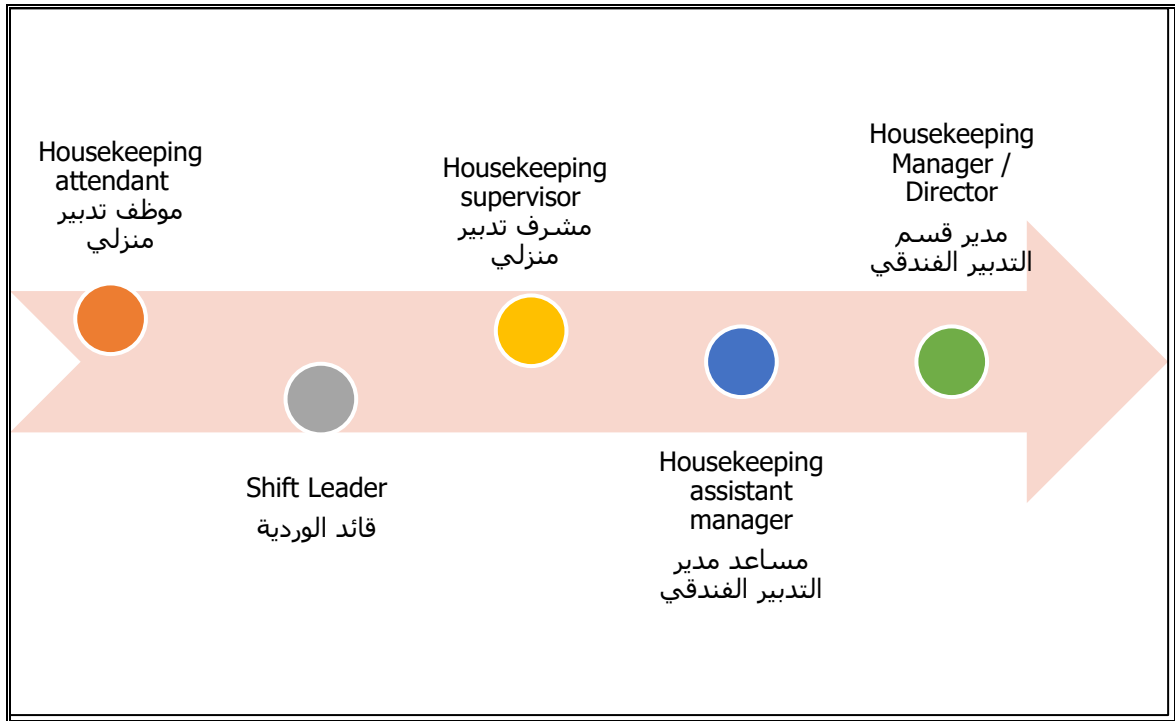 Housekeeping
attendant
موظف تدبير
منزلي
Shift Leader
قائد الوردية
Housekeeping
supervisor
مشرف تدبير
منزلي
Housekeeping
assistant
manager
مساعد مدير
التدبير الفندقي
Housekeeping
Manager /
Director
مدير قسم
التدبير الفندقي